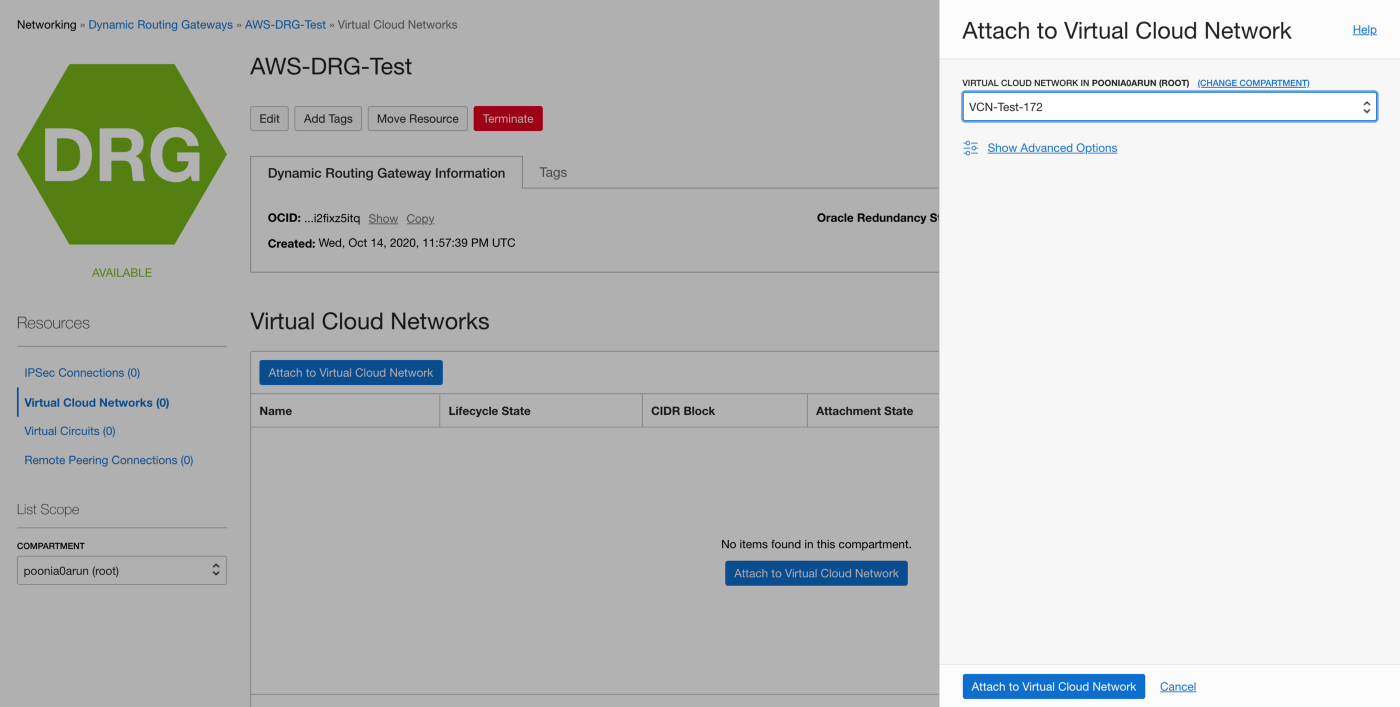 Networking » Dynamic Routing Gateways » AWS-DRG-Test » Virtual Cloud Networks
DRG
AVAILABLE
AWS-DRG-Test
Edit Add Tags Move Resource Terminate
Dynamic Routing Gateway Information Tags
OCID: ...i2fixz5itq Show Copy
Oracle Redundancy St
Created: Wed, Oct 14, 2020, 11:57:39 PM UTC
Resources
IPSec Connections (0)
Virtual Cloud Networks (0)
Virtual Circuits (0)
Remote Peering Connections (0)
List Scope
COMPARTMENT
poonia0arun (root)
Virtual Cloud Networks
Attach to Virtual Cloud Network
Name Lifecycle State CIDR Block Attachment State
No items found in this compartment.
Attach to Virtual Cloud Network
Attach to Virtual Cloud Network Help
VIRTUAL CLOUD NETWORK IN POONIA0ARUN (ROOT) (CHANGE COMPARTMENT)
VCN-Test-172
Show Advanced Options
Attach to Virtual Cloud Network Cancel